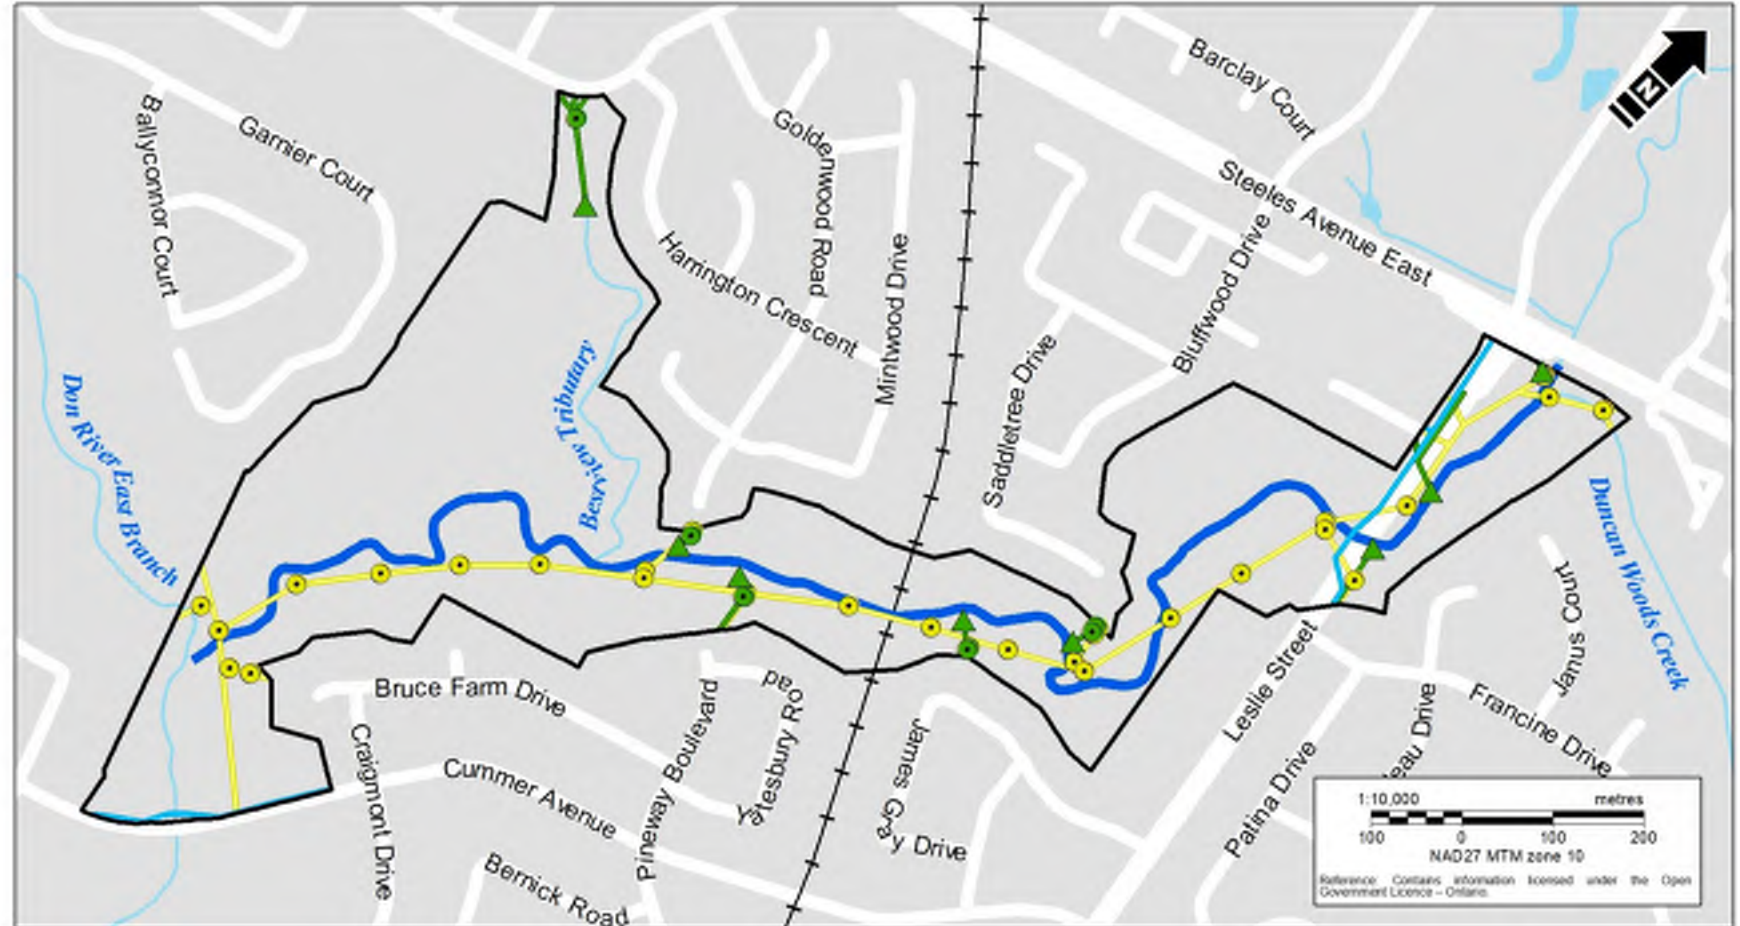 Barclay Court
N
Ballyconnor Court
Garnier Court
Goldenwood Road
Steeles Avenue East
Harrington Crescent
Mintwood Drive
Bluffwood Drive
Saddletree Drive
Don River East Branch
Bestview Tributary
Duncan Woods Creek
Janus Court
Leslie Street
Francine Drive
Bruce Farm Drive
Craigmont Drive
Cummer Avenue
Pineway Boulevard
Yatesbury Road
James Gray Drive
Patina Drive
eau Drive
Bernick Road
1:10,000 metres
100 0 100 200
NAD27 MTM zone 10
Reference: Contains information licensed under the Open
Government Licence – Ontario.